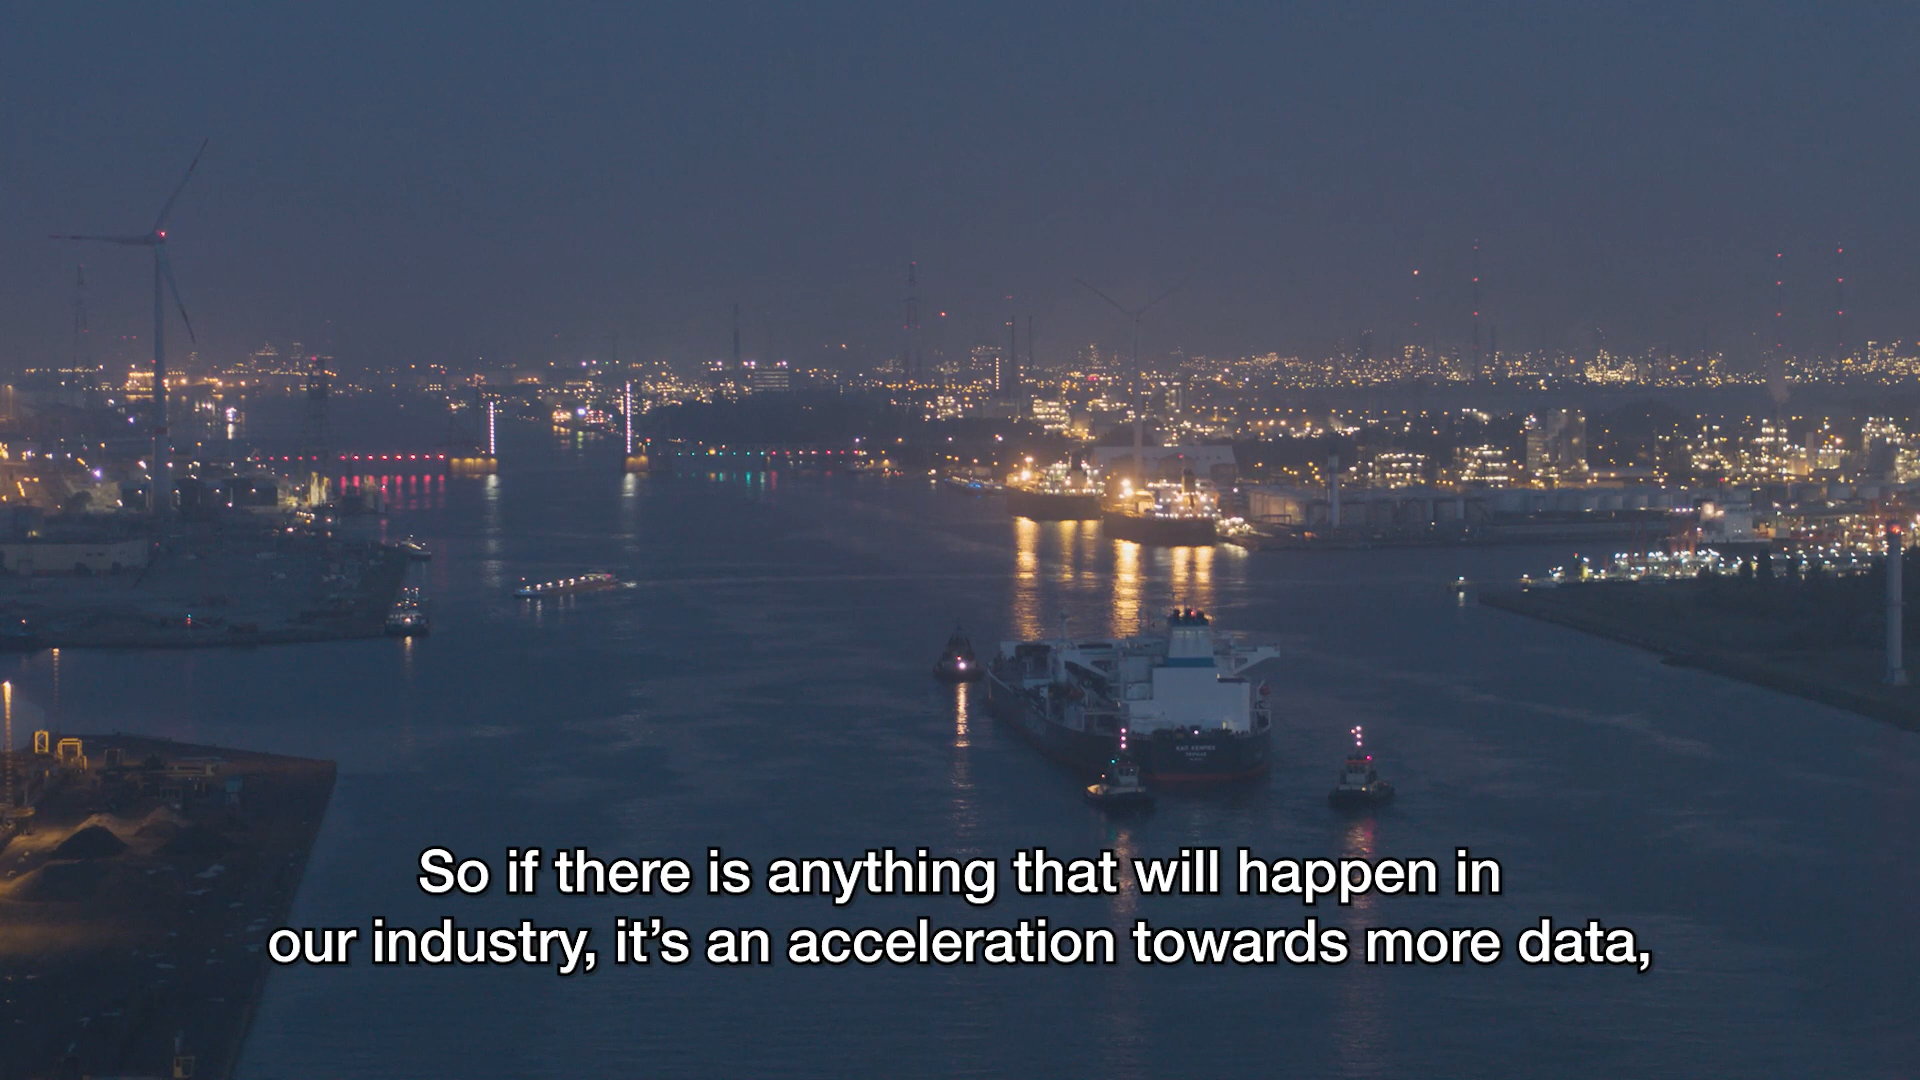 So if there is anything that will happen in
our industry, it's an acceleration towards more data,